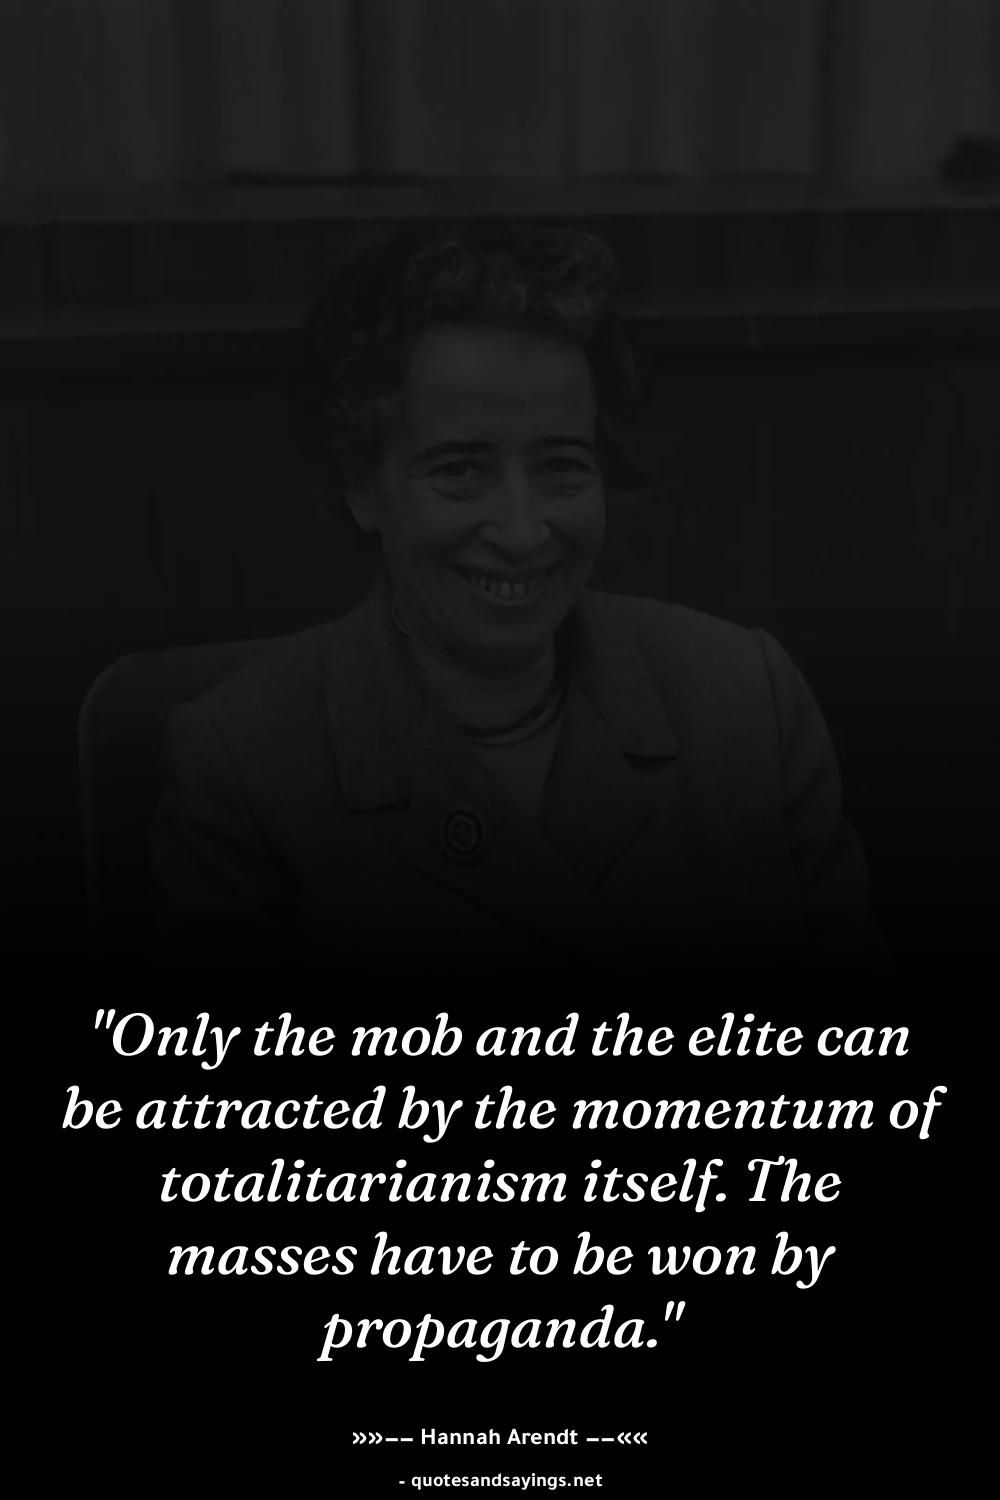 "Only the mob and the elite can
be attracted by the momentum of
totalitarianism itself. The
masses have to be won by
propaganda."
»»−− Hannah Arendt −−««
- quotesandsayings.net